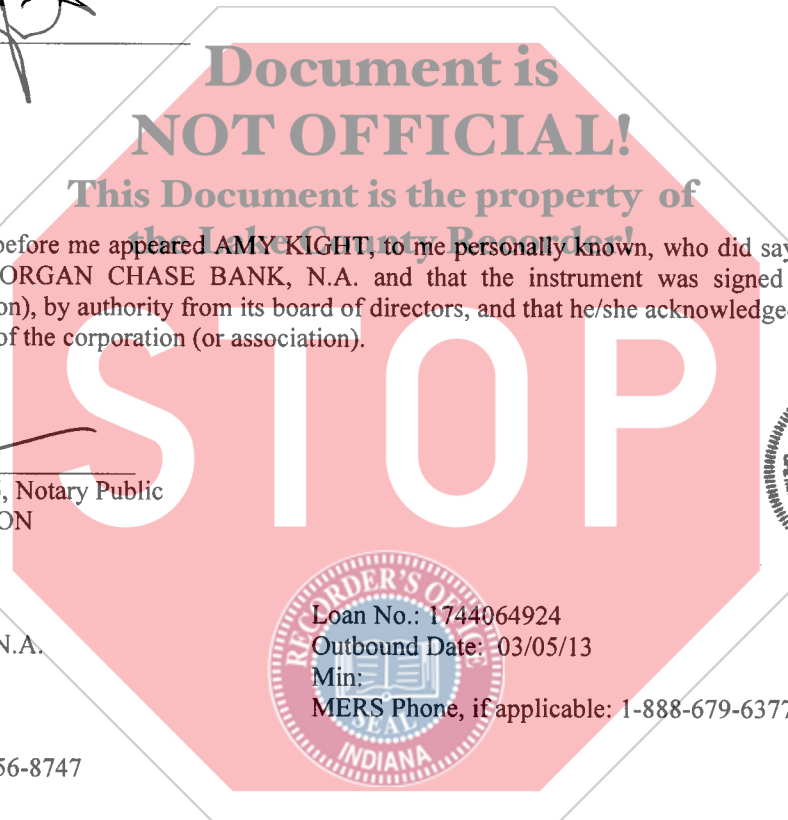 Document is
NOT OFFICIAL!
This Document is the property of
the Lake County Recorder!
before me appeared AMY KIGHT, to me personally known, who did say
ORGAN CHASE BANK, N.A. and that the instrument was signed
on), by authority from its board of directors, and that he/she acknowledge
of the corporation (or association).
STOP
, Notary Public
ON
RECORDER'S OFFICE
SEAL
INDIANA
Loan No.: 1744064924
N.A.
Outbound Date: 03/05/13
Min:
MERS Phone, if applicable: 1-888-679-6377
56-8747